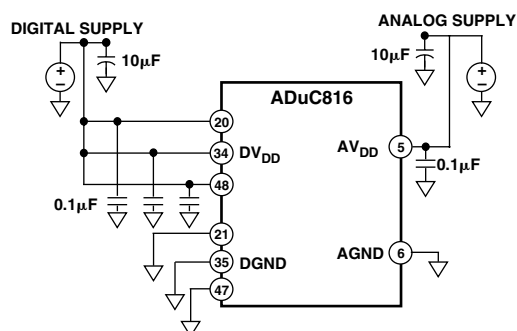 DIGITAL SUPPLY
ANALOG SUPPLY
10µF
10µF
ADuC816
20
34
DVDD
48
5
AVDD
0.1µF
0.1µF
21
35
DGND
47
AGND
6